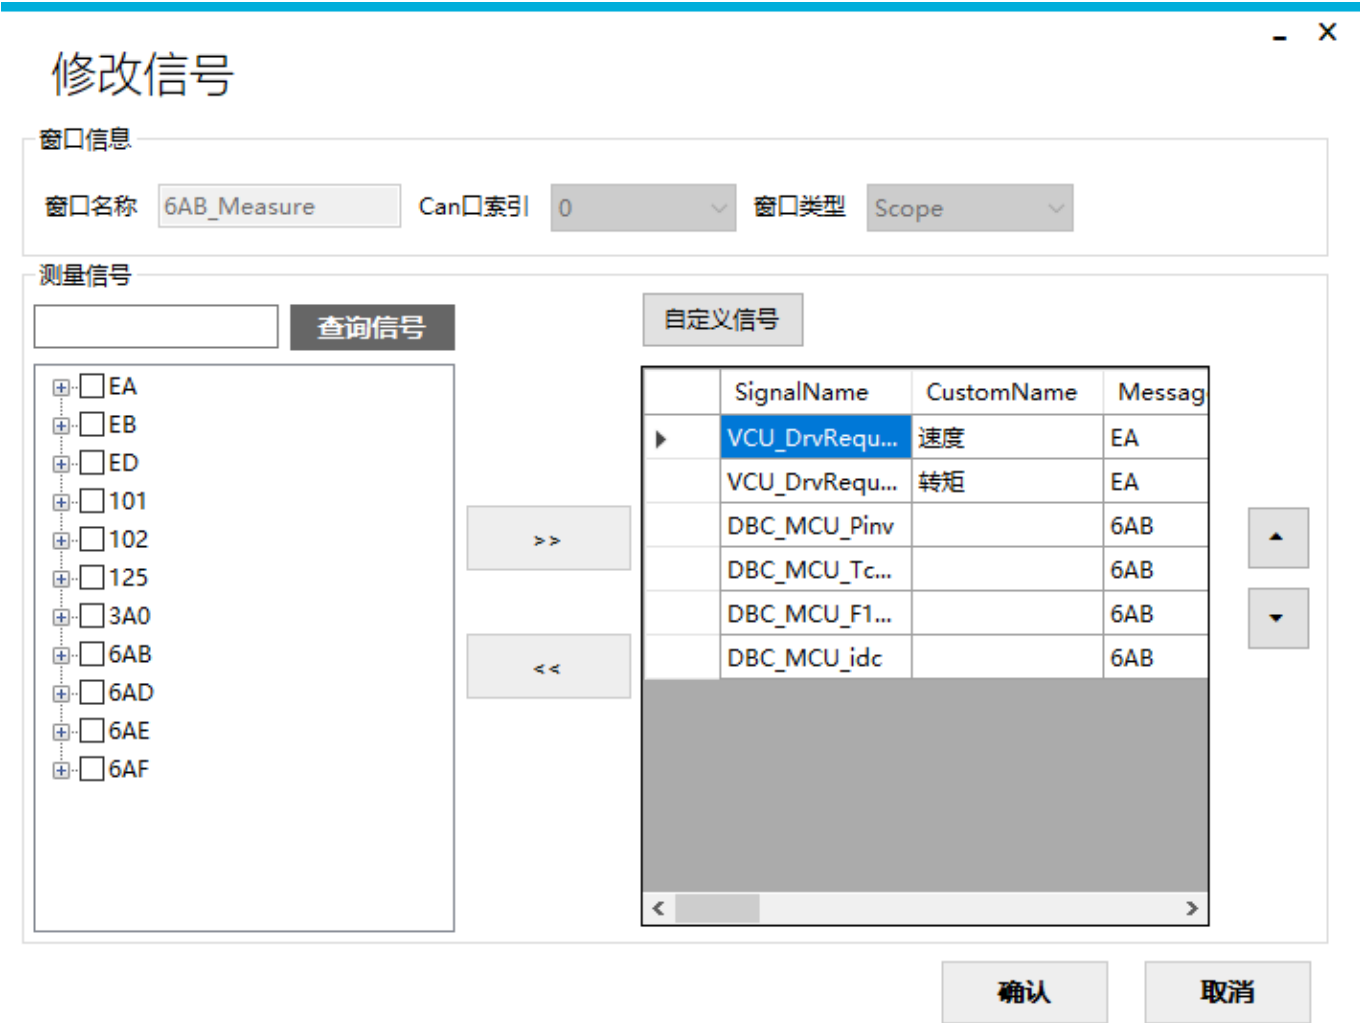 修改信号
窗口信息
窗口名称 6AB_Measure Can口索引 0 窗口类型 Scope
测量信号
查询信号
自定义信号
EA
EB
ED
101
102
125
3A0
6AB
6AD
6AE
6AF
>>
<<
SignalName CustomName Messag
VCU_DrvRequ... 速度 EA
VCU_DrvRequ... 转矩 EA
DBC_MCU_Pinv 6AB
DBC_MCU_Tc... 6AB
DBC_MCU_F1... 6AB
DBC_MCU_idc 6AB
确认 取消